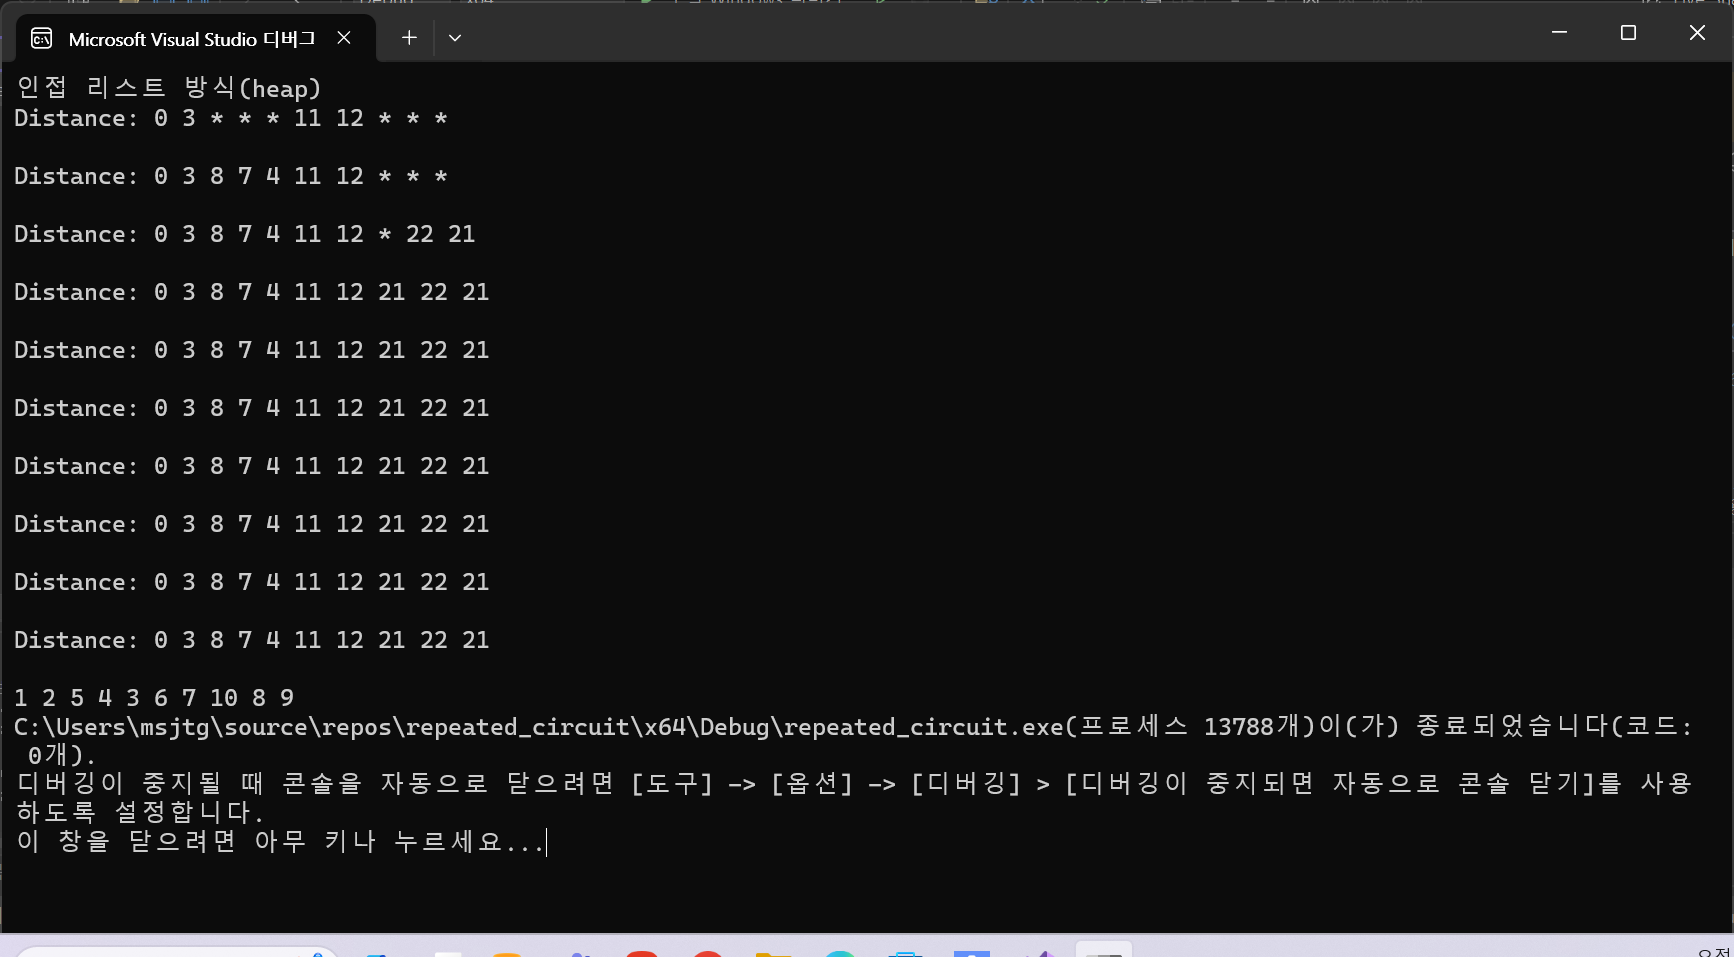 Microsoft Visual Studio 디버그
인접 리스트 방식(heap)
Distance: 0 3 * * * 11 12 * * *
Distance: 0 3 8 7 4 11 12 * * *
Distance: 0 3 8 7 4 11 12 * 22 21
Distance: 0 3 8 7 4 11 12 21 22 21
Distance: 0 3 8 7 4 11 12 21 22 21
Distance: 0 3 8 7 4 11 12 21 22 21
Distance: 0 3 8 7 4 11 12 21 22 21
Distance: 0 3 8 7 4 11 12 21 22 21
Distance: 0 3 8 7 4 11 12 21 22 21
Distance: 0 3 8 7 4 11 12 21 22 21
1 2 5 4 3 6 7 10 8 9
C:\Users\msjtg\source\repos\repeated_circuit\x64\Debug\repeated_circuit.exe(프로세스 13788개)이(가) 종료되었습니다(코드:
0개).
디버깅이 중지될 때 콘솔을 자동으로 닫으려면 [도구] -> [옵션] -> [디버깅] > [디버깅이 중지되면 자동으로 콘솔 닫기]를 사용
하도록 설정합니다.
이 창을 닫으려면 아무 키나 누르세요...